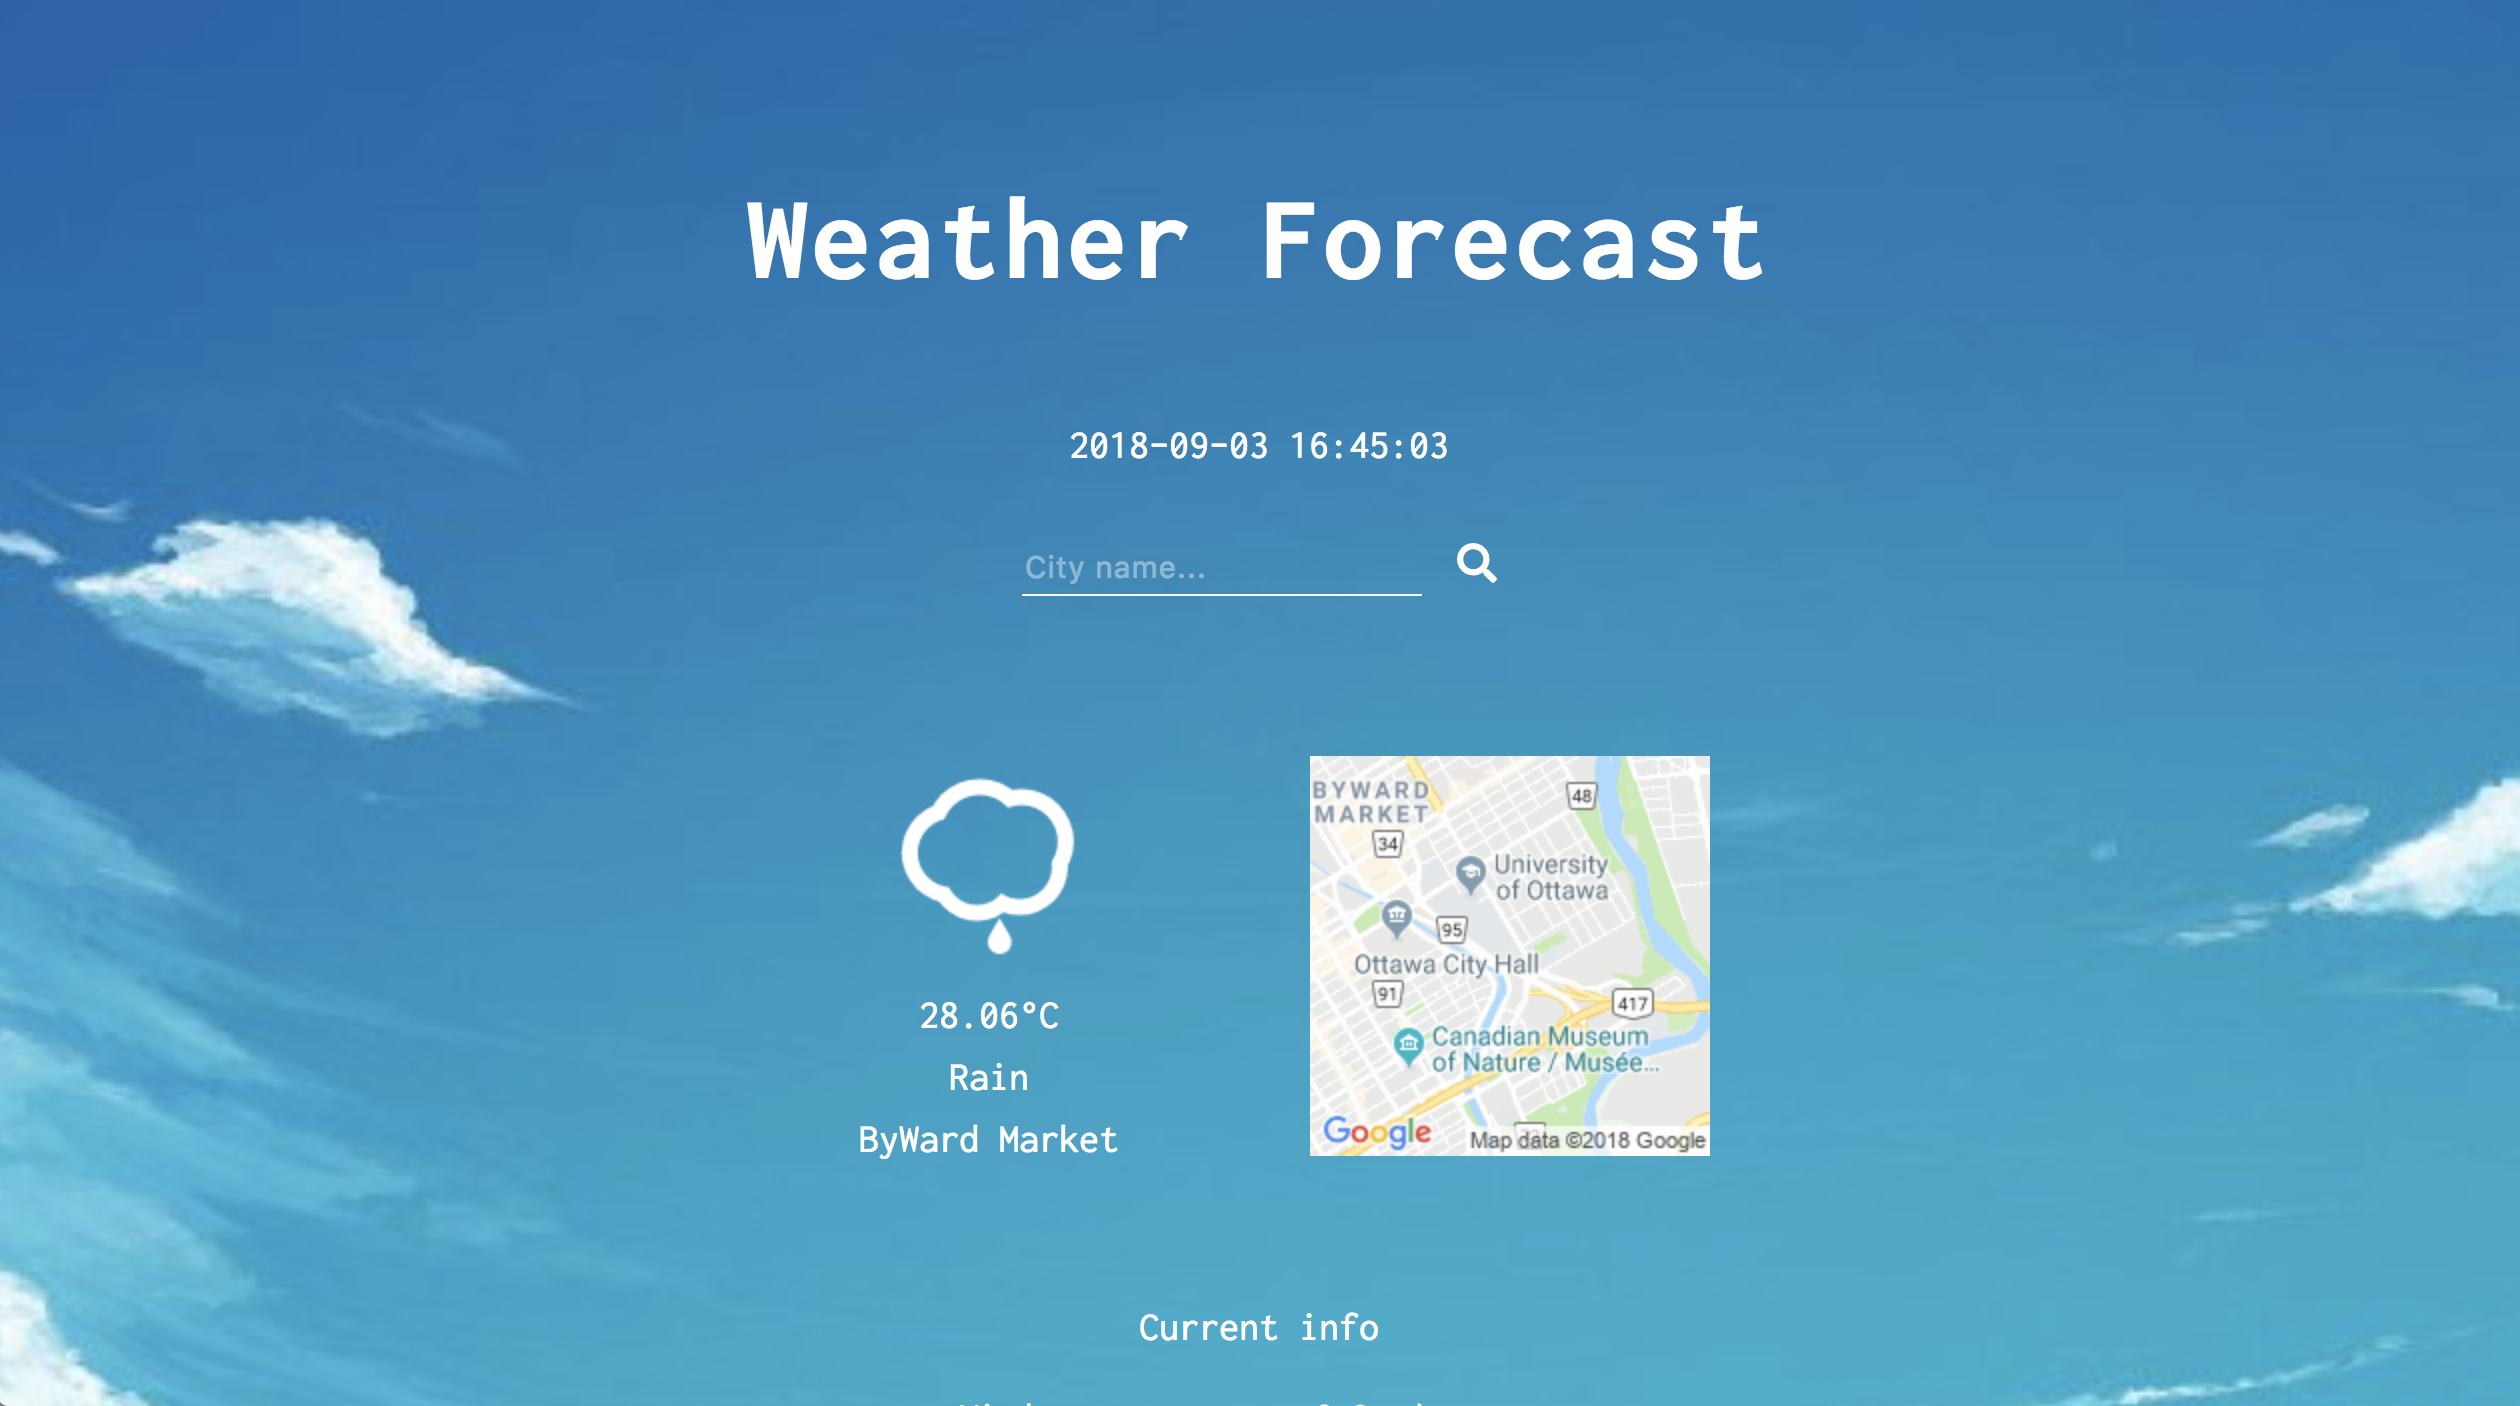 Weather Forecast
2018-09-03 16:45:03
City name...
28.06°C
Rain
ByWard Market
BYWARD
MARKET
48
34
University
of Ottawa
95
Ottawa City Hall
91
417
Canadian Museum
of Nature / Musée...
Google
Map data ©2018 Google
Current info